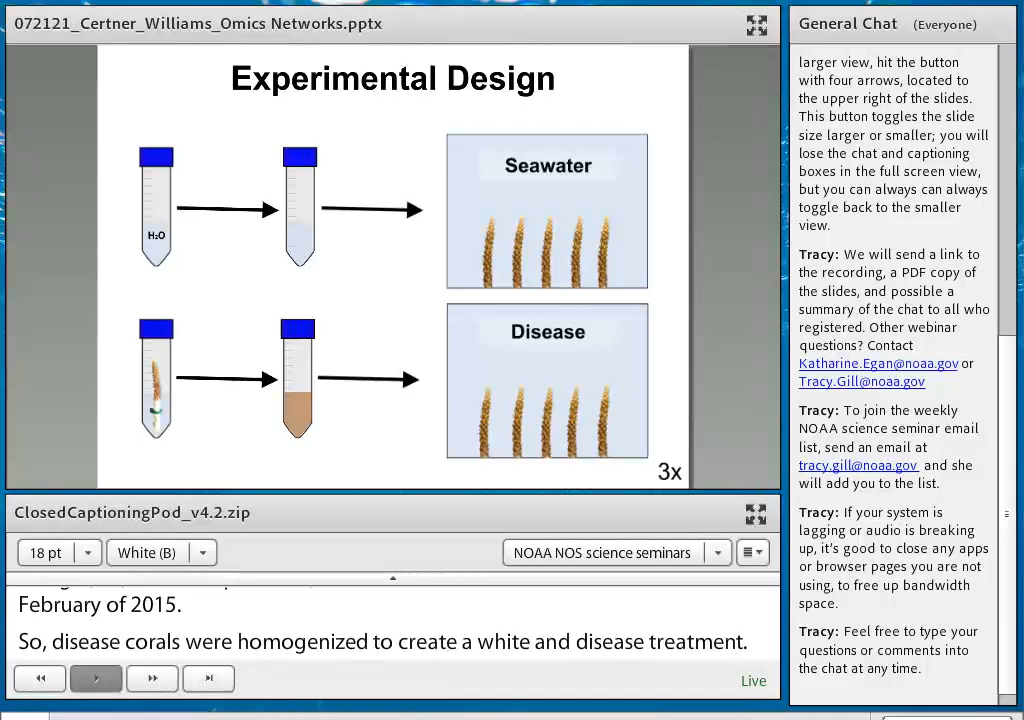 072121_Certner_Williams_Omics Networks.pptx
Experimental Design
H₂O
Seawater
Disease
3x
ClosedCaptioningPod_v4.2.zip
18 pt
White (B)
NOAA NOS science seminars
February of 2015.
So, disease corals were homogenized to create a white and disease treatment.
Live
General Chat (Everyone)
larger view, hit the button
with four arrows, located to
the upper right of the slides.
This button toggles the slide
size larger or smaller; you will
lose the chat and captioning
boxes in the full screen view,
but you can always can always
toggle back to the smaller
view.
Tracy: We will send a link to
the recording, a PDF copy of
the slides, and possible a
summary of the chat to all who
registered. Other webinar
questions? Contact
Katharine.Egan@noaa.gov or
Tracy.Gill@noaa.gov
Tracy: To join the weekly
NOAA science seminar email
list, send an email at
tracy.gill@noaa.gov and she
will add you to the list.
Tracy: If your system is
lagging or audio is breaking
up, it's good to close any apps
or browser pages you are not
using, to free up bandwidth
space.
Tracy: Feel free to type your
questions or comments into
the chat at any time.